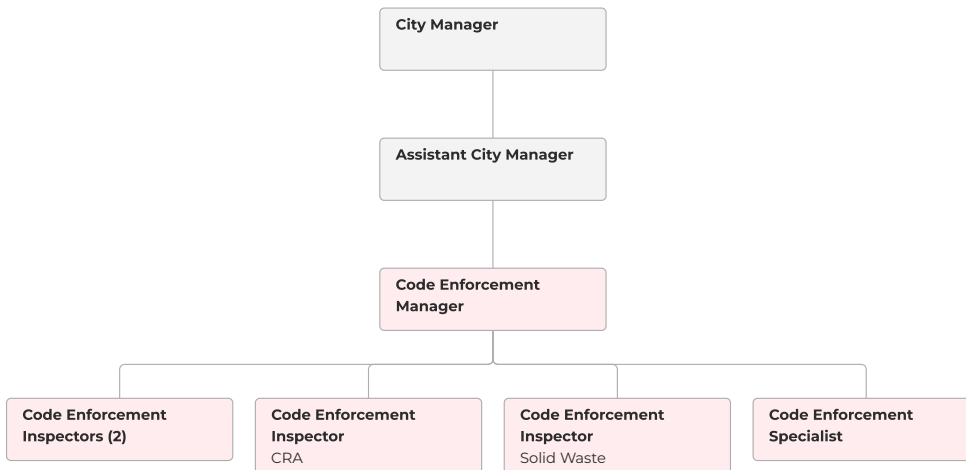 City Manager
Assistant City Manager
Code Enforcement
Manager
Code Enforcement
Inspectors (2)
Code Enforcement
Inspector
CRA
Code Enforcement
Inspector
Solid Waste
Code Enforcement
Specialist